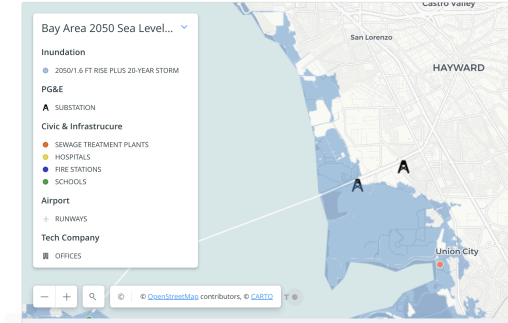 Castro Valley
Bay Area 2050 Sea Level...
San Lorenzo
Inundation
HAYWARD
2050/1.6 FT RISE PLUS 20-YEAR STORM
PG&E
SUBSTATION
Civic & Infrastrucure
SEWAGE TREATMENT PLANTS
HOSPITALS
FIRE STATIONS
SCHOOLS
Airport
RUNWAYS
Tech Company
Union City
OFFICES
© OpenStreetMap contributors, © CARTO